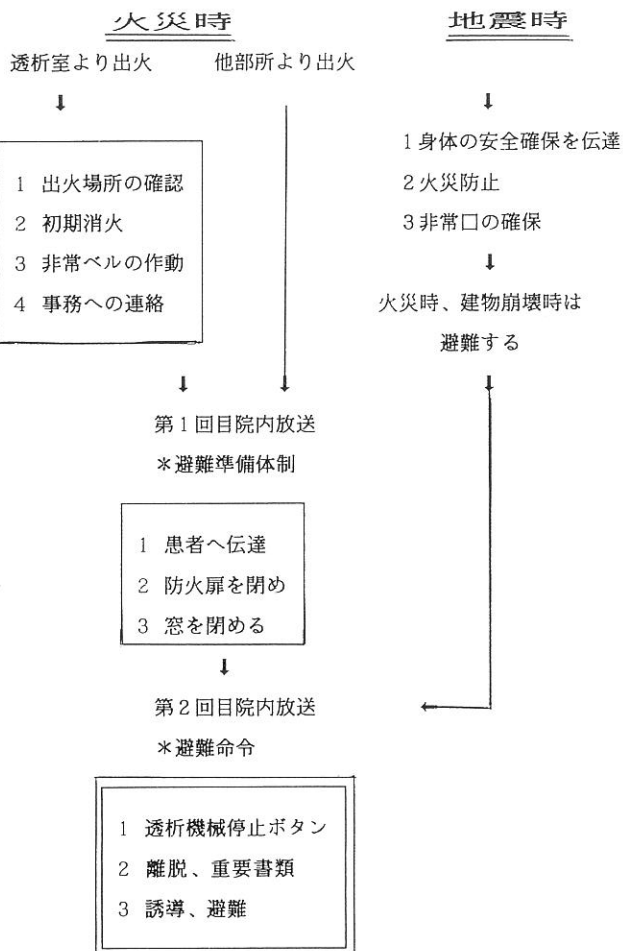 火災時
透析室より出火
他部所より出火
1 出火場所の確認
2 初期消火
3 非常ベルの作動
4 事務への連絡
第1回目院内放送
＊避難準備体制
1 患者へ伝達
2 防火扉を閉め
3 窓を閉める
第2回目院内放送
＊避難命令
1 透析機械停止ボタン
2 離脱、重要書類
3 誘導、避難
地震時
1身体の安全確保を伝達
2火災防止
3非常口の確保
火災時、建物崩壊時は
避難する